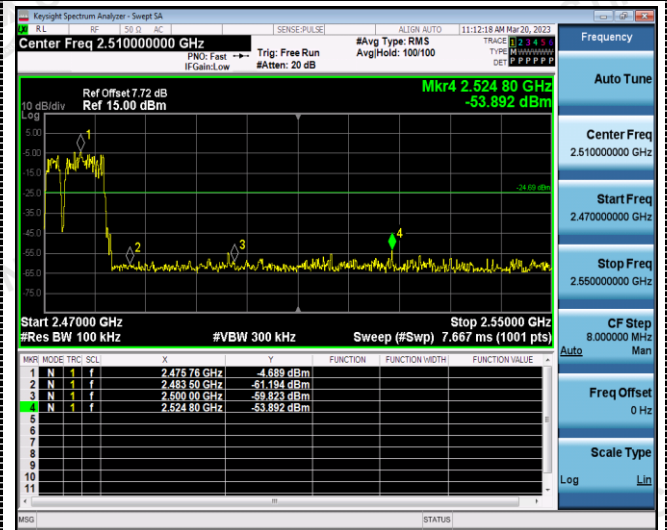 Keysight Spectrum Analyzer - Swept SA
RL RF 50 Ω AC SENSE:PULSE ALIGN AUTO 11:12:18 AM Mar 20, 2023
Center Freq 2.510000000 GHz
PNO: Fast
IFGain:Low
Trig: Free Run
#Atten: 20 dB
#Avg Type: RMS
Avg|Hold: 100/100
TRACE 1 2 3 4 5 6
TYPE M W W W W W
DET P P P P P P
Mkr4 2.524 80 GHz
-53.892 dBm
Ref Offset 7.72 dB
10 dB/div Ref 15.00 dBm
Log
5.00
-5.00
-15.0
-25.0
-35.0
-45.0
-55.0
-65.0
-75.0
1
2
3
4
-24.69 dBm
Start 2.47000 GHz Stop 2.55000 GHz
#Res BW 100 kHz #VBW 300 kHz Sweep (#Swp) 7.667 ms (1001 pts)
MKR MODE TRC SCL X Y FUNCTION FUNCTION WIDTH FUNCTION VALUE
1 N 1 f 2.475 76 GHz -4.689 dBm
2 N 1 f 2.483 50 GHz -61.194 dBm
3 N 1 f 2.500 00 GHz -59.823 dBm
4 N 1 f 2.524 80 GHz -53.892 dBm
5
6
7
8
9
10
11
MSG STATUS
Frequency
Auto Tune
Center Freq
2.510000000 GHz
Start Freq
2.470000000 GHz
Stop Freq
2.550000000 GHz
CF Step
8.000000 MHz
Auto Man
Freq Offset
0 Hz
Scale Type
Log Lin